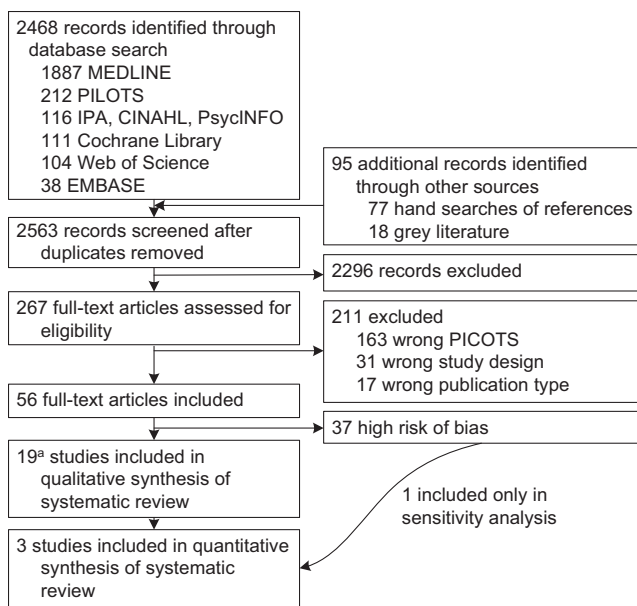 2468 records identified through
database search
1887 MEDLINE
212 PILOTS
116 IPA, CINAHL, PsycINFO
111 Cochrane Library
104 Web of Science
38 EMBASE
95 additional records identified
through other sources
77 hand searches of references
18 grey literature
2563 records screened after
duplicates removed
2296 records excluded
267 full-text articles assessed for
eligibility
211 excluded
163 wrong PICOTS
31 wrong study design
17 wrong publication type
56 full-text articles included
37 high risk of bias
19a studies included in
qualitative synthesis of
systematic review
1 included only in
sensitivity analysis
3 studies included in quantitative
synthesis of systematic
review